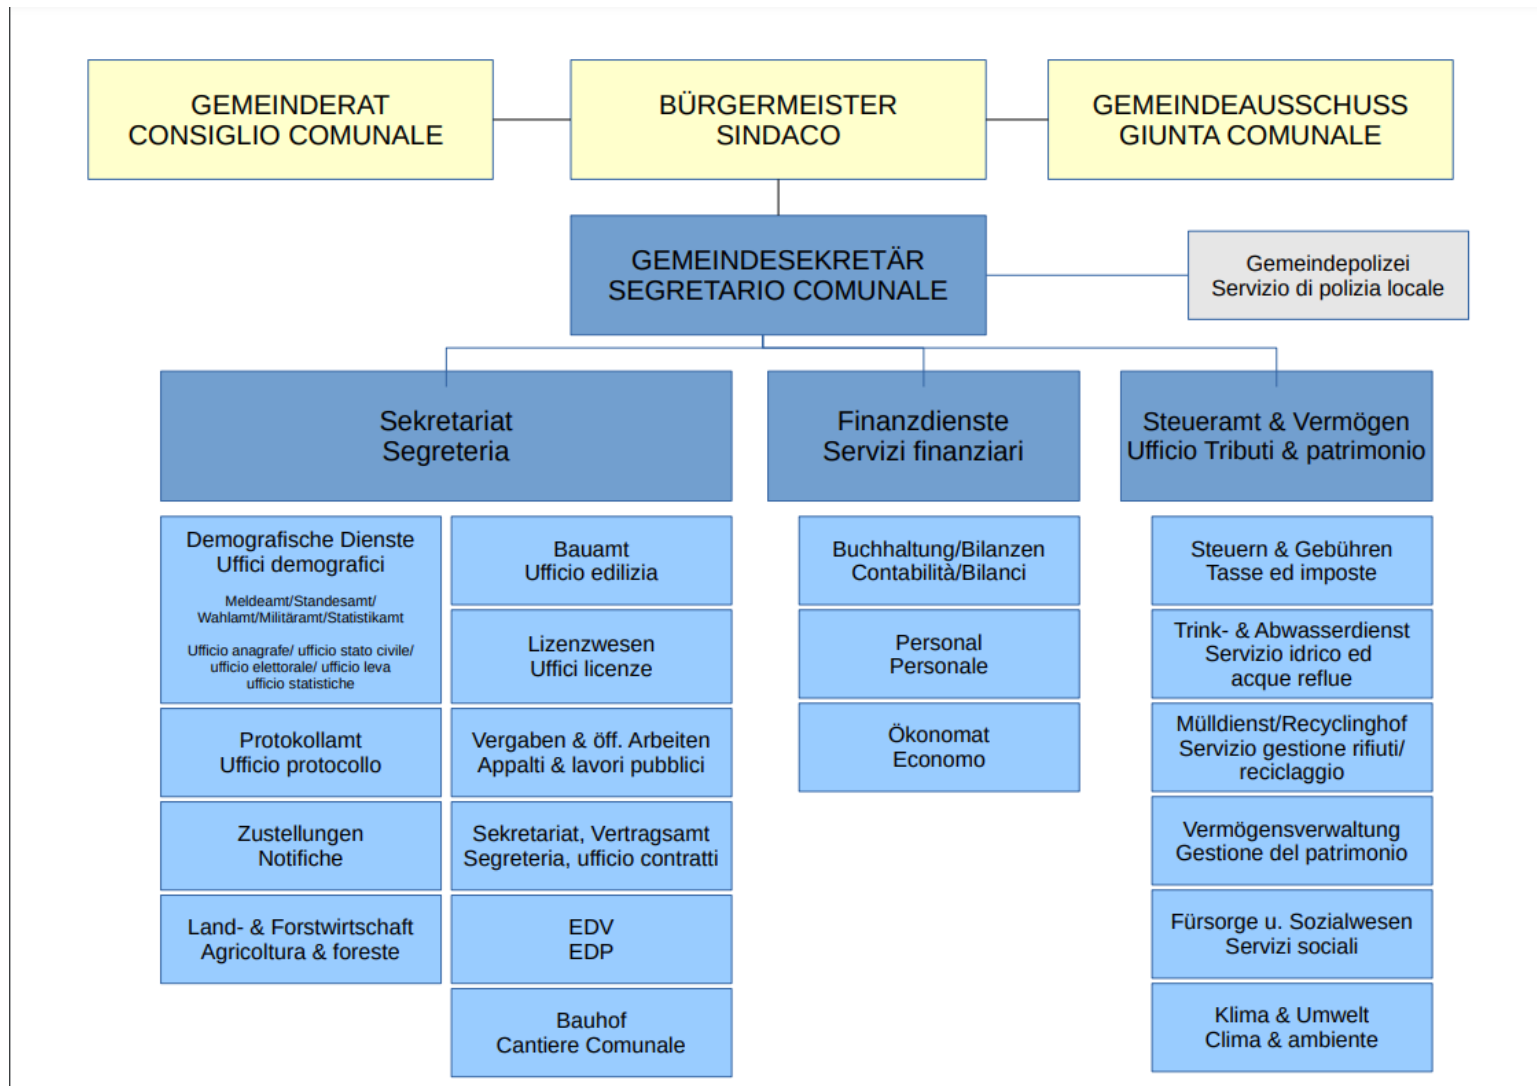 GEMEINDERAT
CONSIGLIO COMUNALE
BÜRGERMEISTER
SINDACO
GEMEINDEAUSSCHUSS
GIUNTA COMUNALE
GEMEINDESEKRETÄR
SEGRETARIO COMUNALE
Gemeindepolizei
Servizio di polizia locale
Sekretariat
Segreteria
Finanzdienste
Servizi finanziari
Steueramt & Vermögen
Ufficio Tributi & patrimonio
Demografische Dienste
Uffici demografici
Meldeamt/Standesamt/
Wahlamt/Militäramt/Statistikamt
Ufficio anagrafe/ ufficio stato civile/
ufficio elettorale/ ufficio leva
ufficio statistiche
Protokollamt
Ufficio protocollo
Zustellungen
Notifiche
Land- & Forstwirtschaft
Agricoltura & foreste
Bauamt
Ufficio edilizia
Lizenzwesen
Uffici licenze
Vergaben & öff. Arbeiten
Appalti & lavori pubblici
Sekretariat, Vertragsamt
Segreteria, ufficio contratti
EDV
EDP
Bauhof
Cantiere Comunale
Buchhaltung/Bilanzen
Contabilità/Bilanci
Personal
Personale
Ökonomat
Economo
Steuern & Gebühren
Tasse ed imposte
Trink- & Abwasserdienst
Servizio idrico ed
acque reflue
Mülldienst/Recyclinghof
Servizio gestione rifiuti/
reciclaggio
Vermögensverwaltung
Gestione del patrimonio
Fürsorge u. Sozialwesen
Servizi sociali
Klima & Umwelt
Clima & ambiente